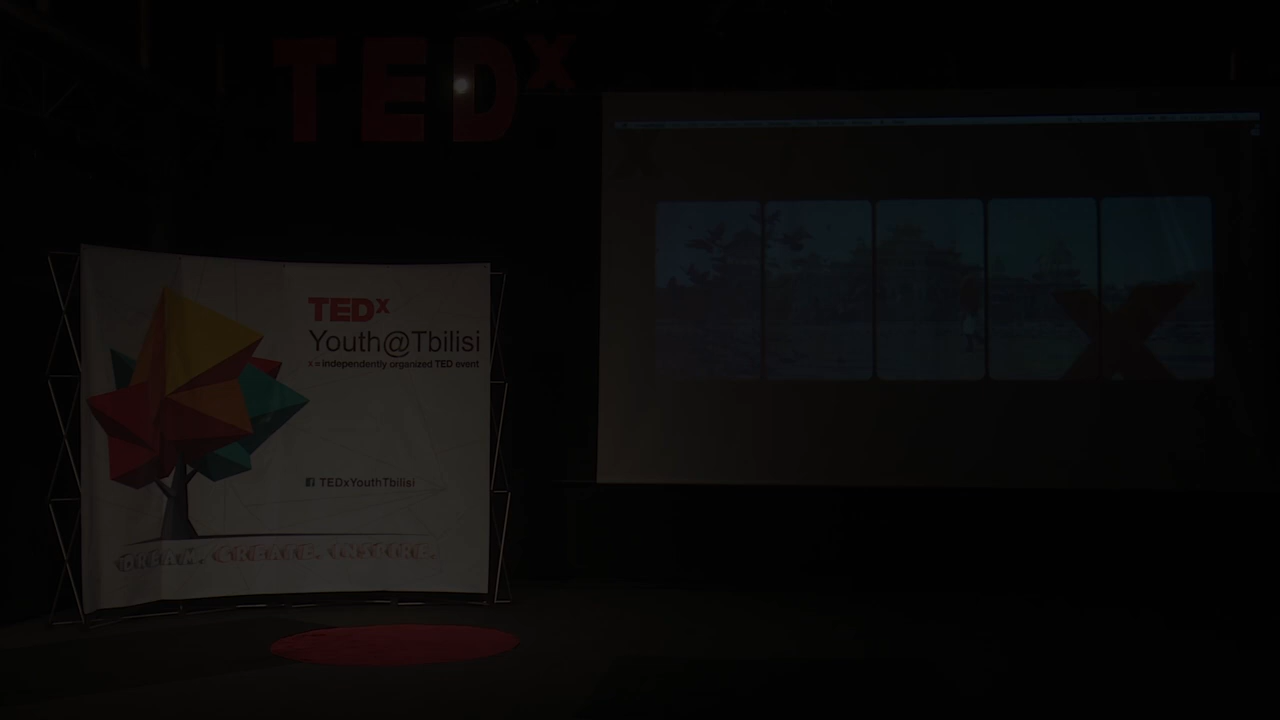 TEDx
TEDx
Youth@Tbilisi
x = independently organized TED event
TEDxYouthTbilisi
DREAM. CREATE. INSPIRE.